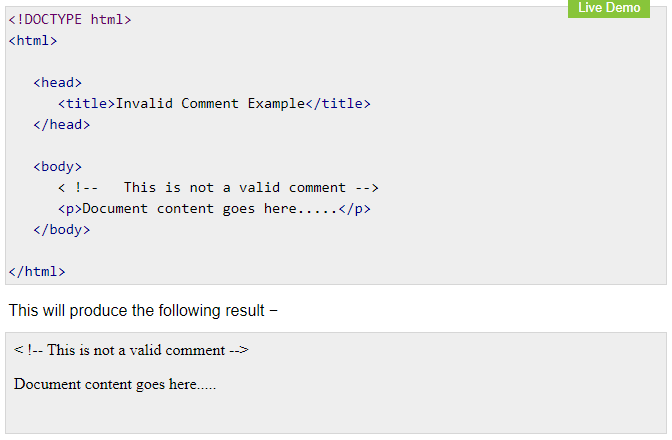 Live Demo
<!DOCTYPE html>
<html>
<head>
<title>Invalid Comment Example</title>
</head>
<body>
< !--   This is not a valid comment -->
<p>Document content goes here.....</p>
</body>
</html>
This will produce the following result −
< !-- This is not a valid comment -->
Document content goes here.....